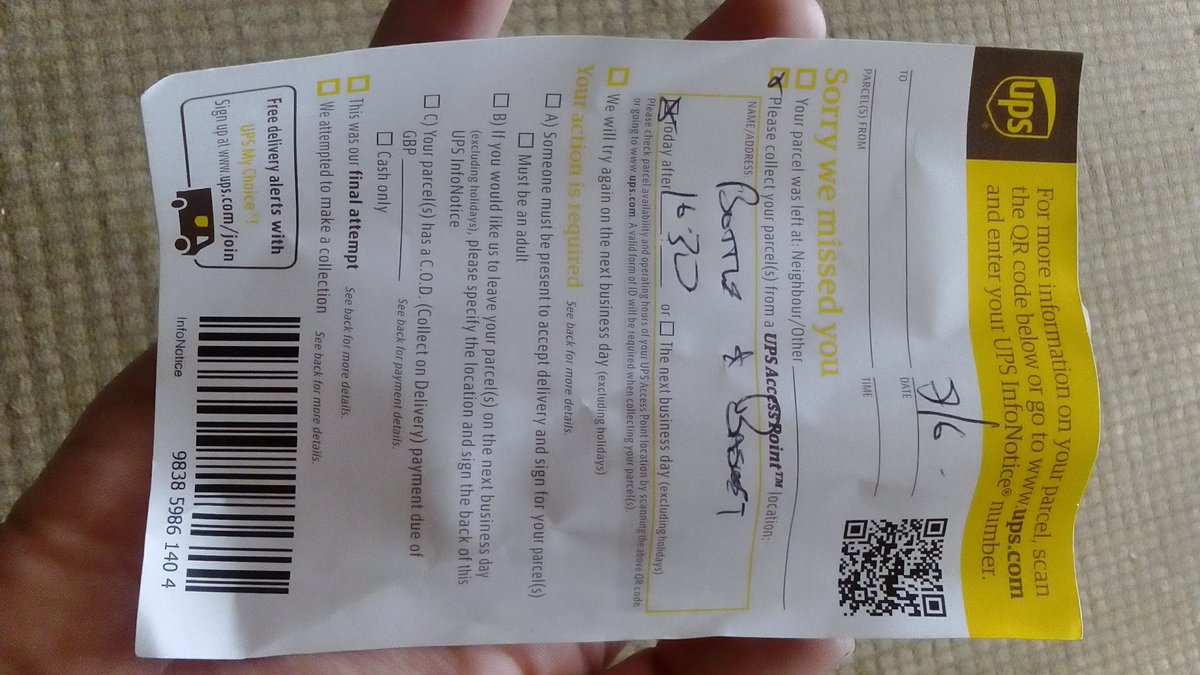 ups
For more information on your parcel, scan
the QR code below or go to www.ups.com
and enter your UPS InfoNotice® number.
TO
DATE
PARCEL(S) FROM
TIME
Sorry we missed you
Your parcel was left at: Neighbour/Other
Please collect your parcel(s) from a UPS Access Point™ location:
NAME/ADDRESS:
BOTTLE & BASKET
Today after 16:30 or The next business day (excluding holidays)
Please check parcel availability and operating hours of your UPS Access Point location by scanning the above QR code
or going to www.ups.com. A valid form of ID will be required when collecting your parcel(s).
We will try again on the next business day (excluding holidays)
Your action is required See back for more details.
A) Someone must be present to accept delivery and sign for your parcel(s)
Must be an adult
B) If you would like us to leave your parcel(s) on the next business day
(excluding holidays), please specify the location and sign the back of this
UPS InfoNotice
C) Your parcel(s) has a C.O.D. (Collect on Delivery) payment due of
GBP See back for payment details.
Cash only
This was our final attempt See back for more details.
We attempted to make a collection See back for more details.
Free delivery alerts with
UPS My Choice®!
Sign up at www.ups.com/join
InfoNotice
9838 5986 140 4